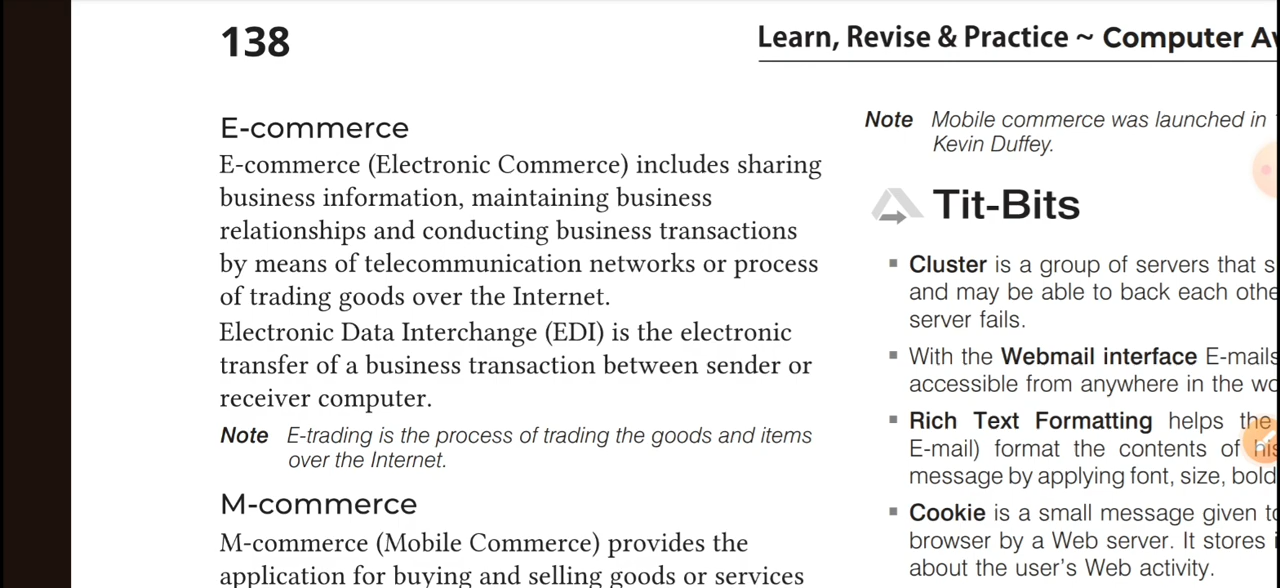 138
Learn, Revise & Practice ~ Computer
E-commerce
E-commerce (Electronic Commerce) includes sharing
business information, maintaining business
relationships and conducting business transactions
by means of telecommunication networks or process
of trading goods over the Internet.
Electronic Data Interchange (EDI) is the electronic
transfer of a business transaction between sender or
receiver computer.
Note E-trading is the process of trading the goods and items
over the Internet.
M-commerce
M-commerce (Mobile Commerce) provides the
application for buying and selling goods or services
Note Mobile commerce was launched in
Kevin Duffey.
Tit-Bits
▪ Cluster is a group of servers that
and may be able to back each
server fails.
▪ With the Webmail interface E-mails
accessible from anywhere in the
▪ Rich Text Formatting helps the
E-mail) format the contents of his
message by applying font, size, bold
▪ Cookie is a small message given
browser by a Web server. It stores
about the user's Web activity.